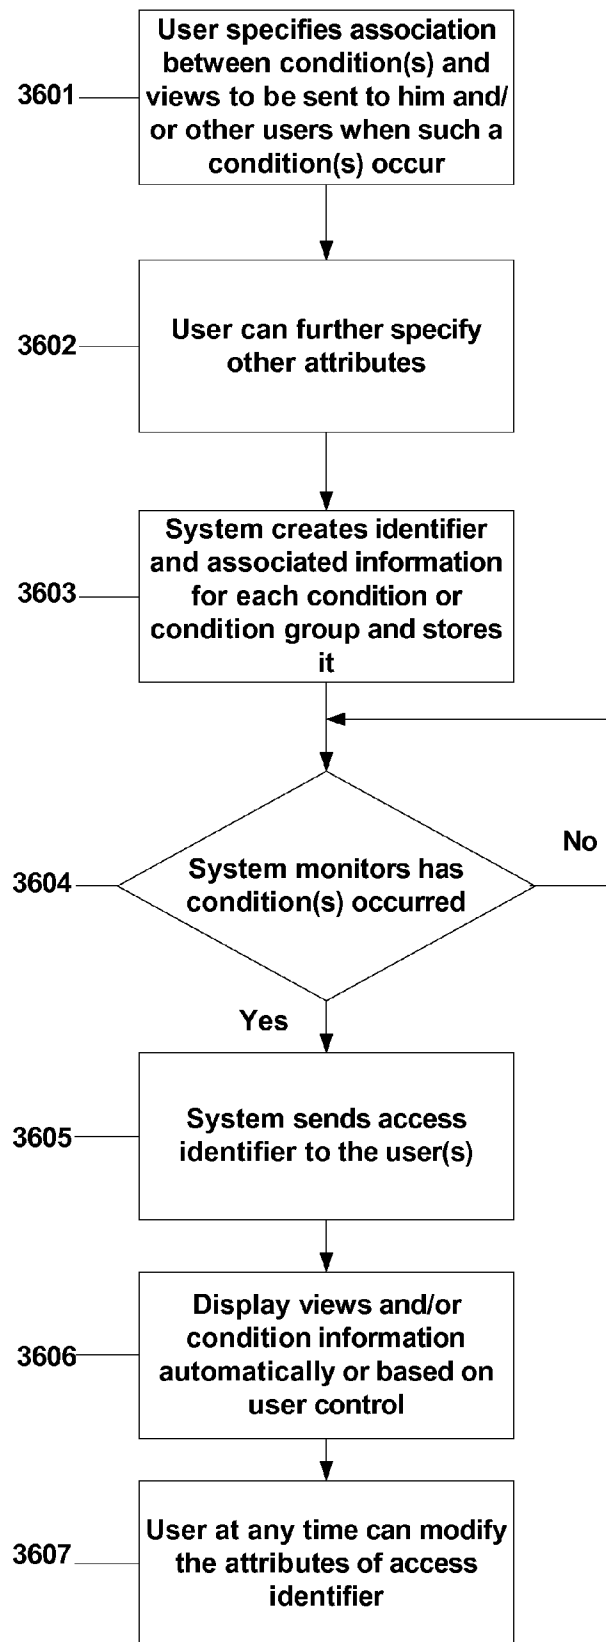 User specifies association
between condition(s) and
views to be sent to him and/
or other users when such a
condition(s) occur
3601
User can further specify
other attributes
3602
System creates identifier
and associated information
for each condition or
condition group and stores
it
3603
System monitors has
condition(s) occurred
3604
No
Yes
System sends access
identifier to the user(s)
3605
Display views and/or
condition information
automatically or based on
user control
3606
User at any time can modify
the attributes of access
identifier
3607